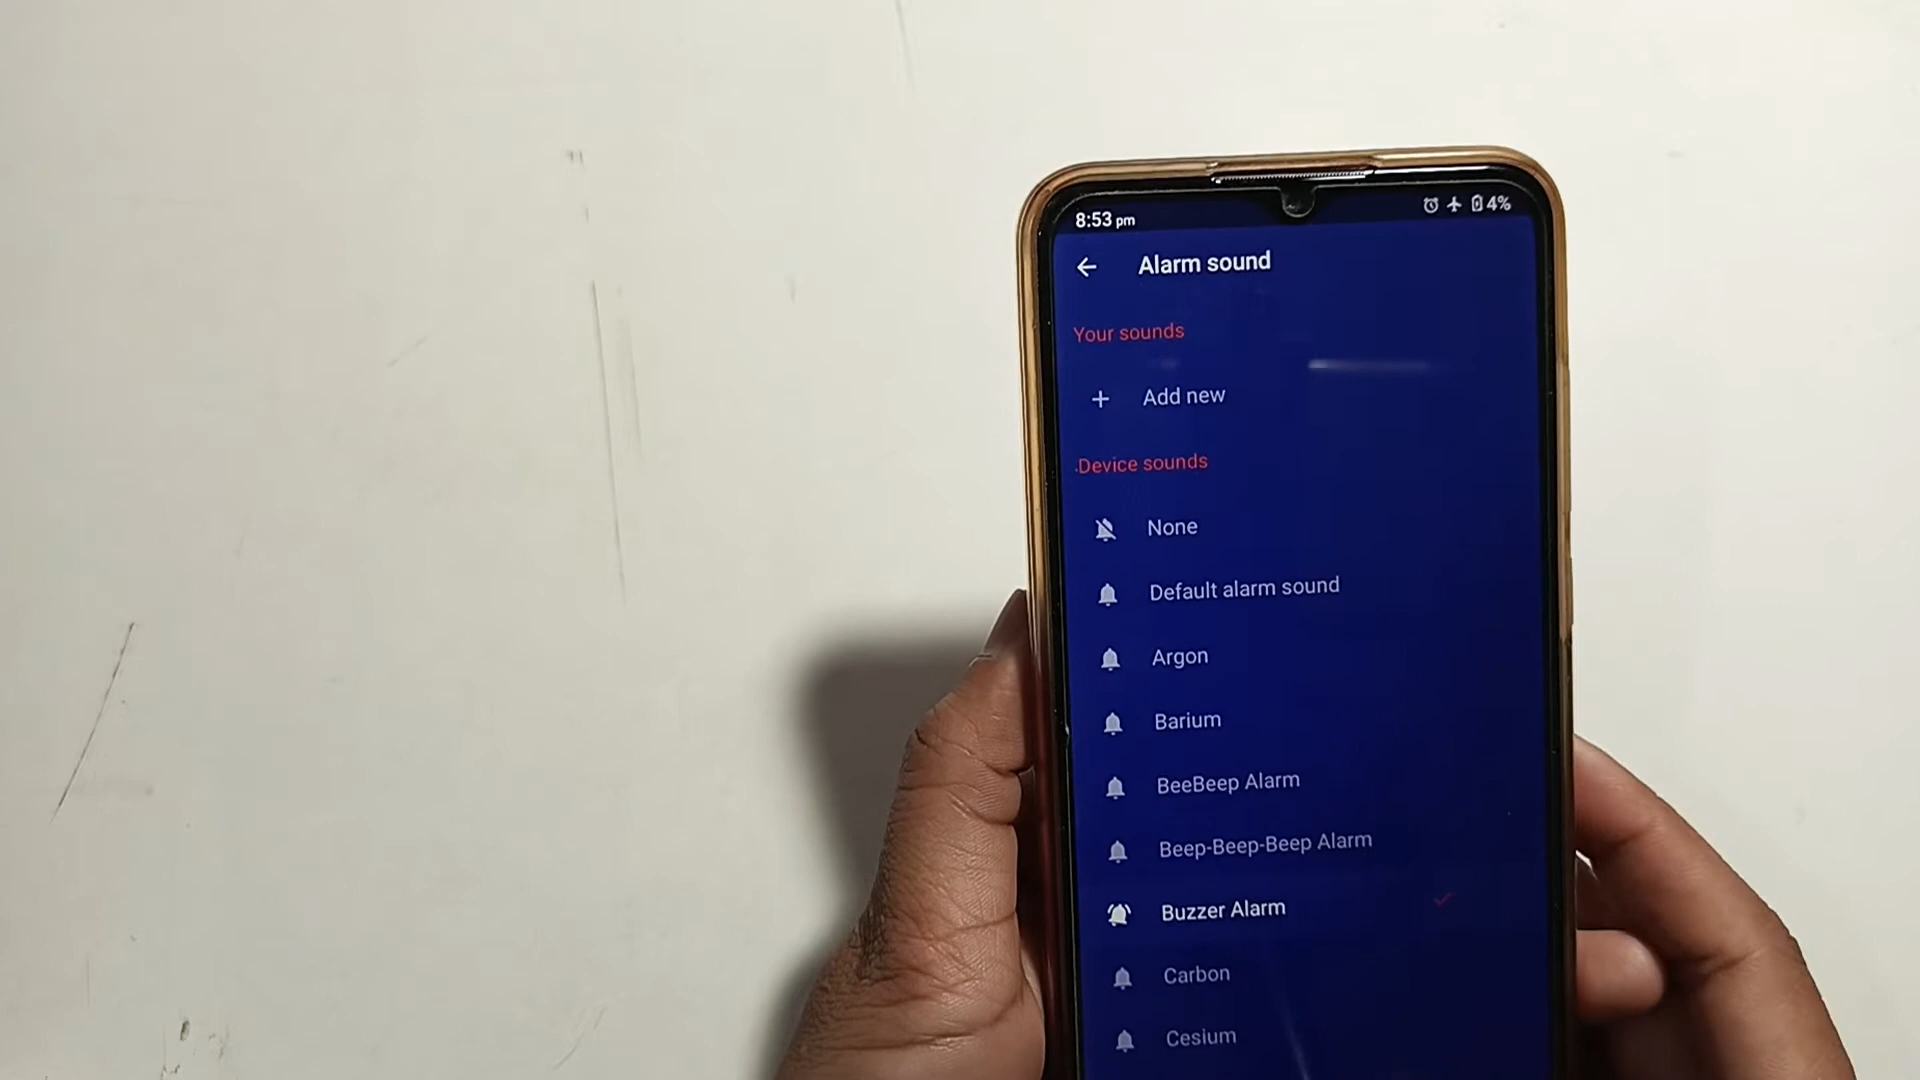 8:53 pm 4%
Alarm sound
Your sounds
Add new
Device sounds
None
Default alarm sound
Argon
Barium
BeeBeep Alarm
Beep-Beep-Beep Alarm
Buzzer Alarm
Carbon
Cesium